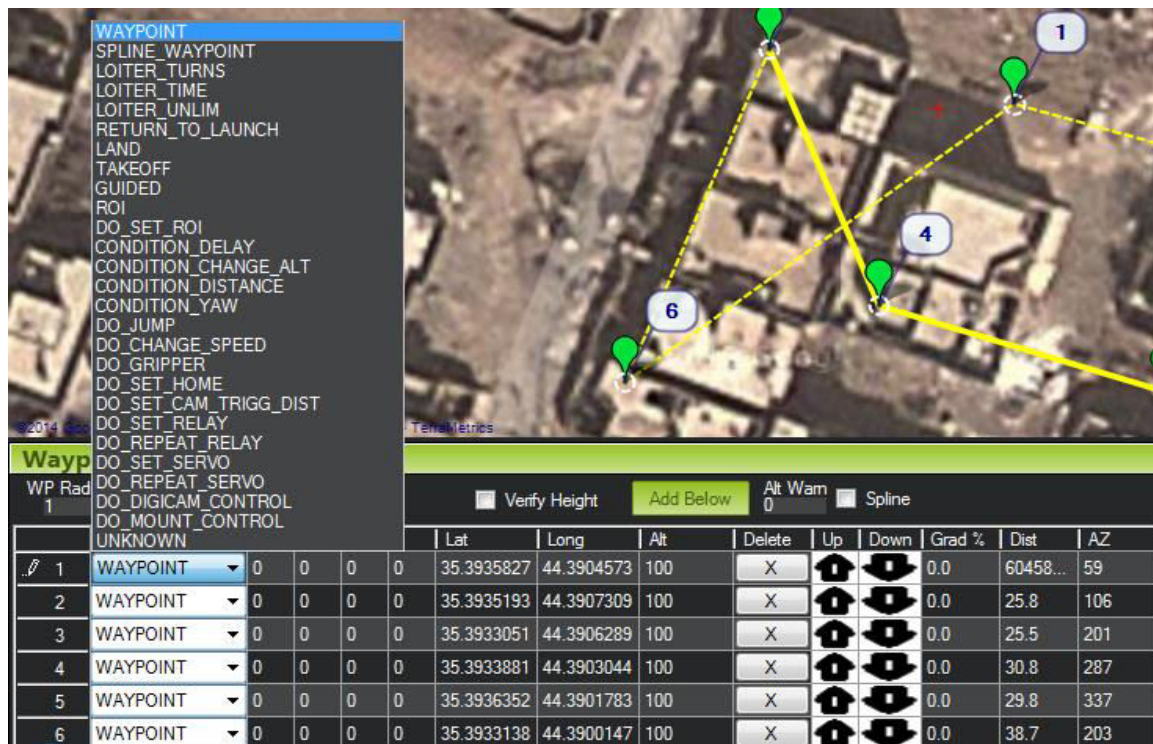 WAYPOINT
SPLINE_WAYPOINT
LOITER_TURNS
LOITER_TIME
LOITER_UNLIM
RETURN_TO_LAUNCH
LAND
TAKEOFF
GUIDED
ROI
DO_SET_ROI
CONDITION_DELAY
CONDITION_CHANGE_ALT
CONDITION_DISTANCE
CONDITION_YAW
DO_JUMP
DO_CHANGE_SPEED
DO_GRIPPER
DO_SET_HOME
DO_SET_CAM_TRIGG_DIST
DO_SET_RELAY
DO_REPEAT_RELAY
DO_SET_SERVO
DO_REPEAT_SERVO
DO_DIGICAM_CONTROL
DO_MOUNT_CONTROL
UNKNOWN
1
4
6
©2014 TerraMetrics
Wayp
WP Rad
1
Verify Height Add Below Alt Warn Spline
0
Lat Long Alt Delete Up Down Grad % Dist AZ
1 WAYPOINT 0 0 0 0 35.3935827 44.3904573 100 X 0.0 60458... 59
2 WAYPOINT 0 0 0 0 35.3935193 44.3907309 100 X 0.0 25.8 106
3 WAYPOINT 0 0 0 0 35.3933051 44.3906289 100 X 0.0 25.5 201
4 WAYPOINT 0 0 0 0 35.3933881 44.3903044 100 X 0.0 30.8 287
5 WAYPOINT 0 0 0 0 35.3936352 44.3901783 100 X 0.0 29.8 337
6 WAYPOINT 0 0 0 0 35.3933138 44.3900147 100 X 0.0 38.7 203